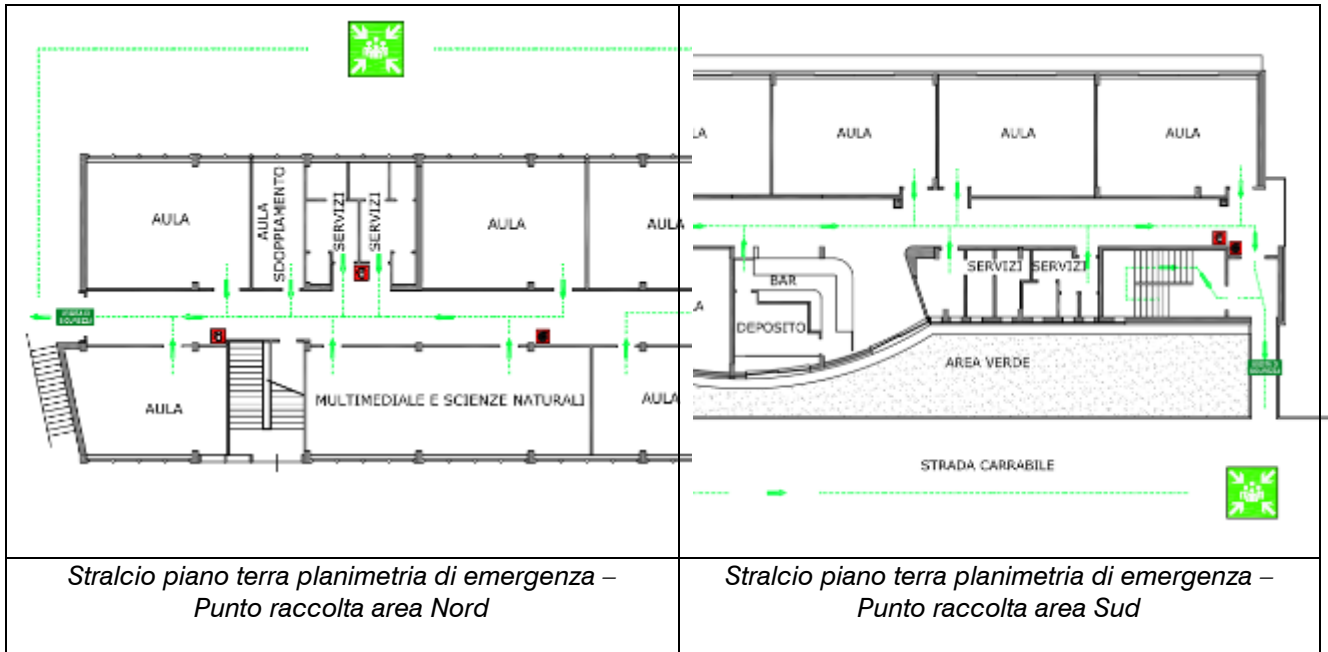 AULA
AULA
SDOPPIAMENTO
SERVIZI
SERVIZI
AULA
AULA
AULA
MULTIMEDIALE E SCIENZE NATURALI
AULA
AULA
AULA
AULA
BAR
DEPOSITO
SERVIZI
SERVIZI
AREA VERDE
STRADA CARRABILE
Stralcio piano terra planimetria di emergenza –
Punto raccolta area Nord
Stralcio piano terra planimetria di emergenza –
Punto raccolta area Sud